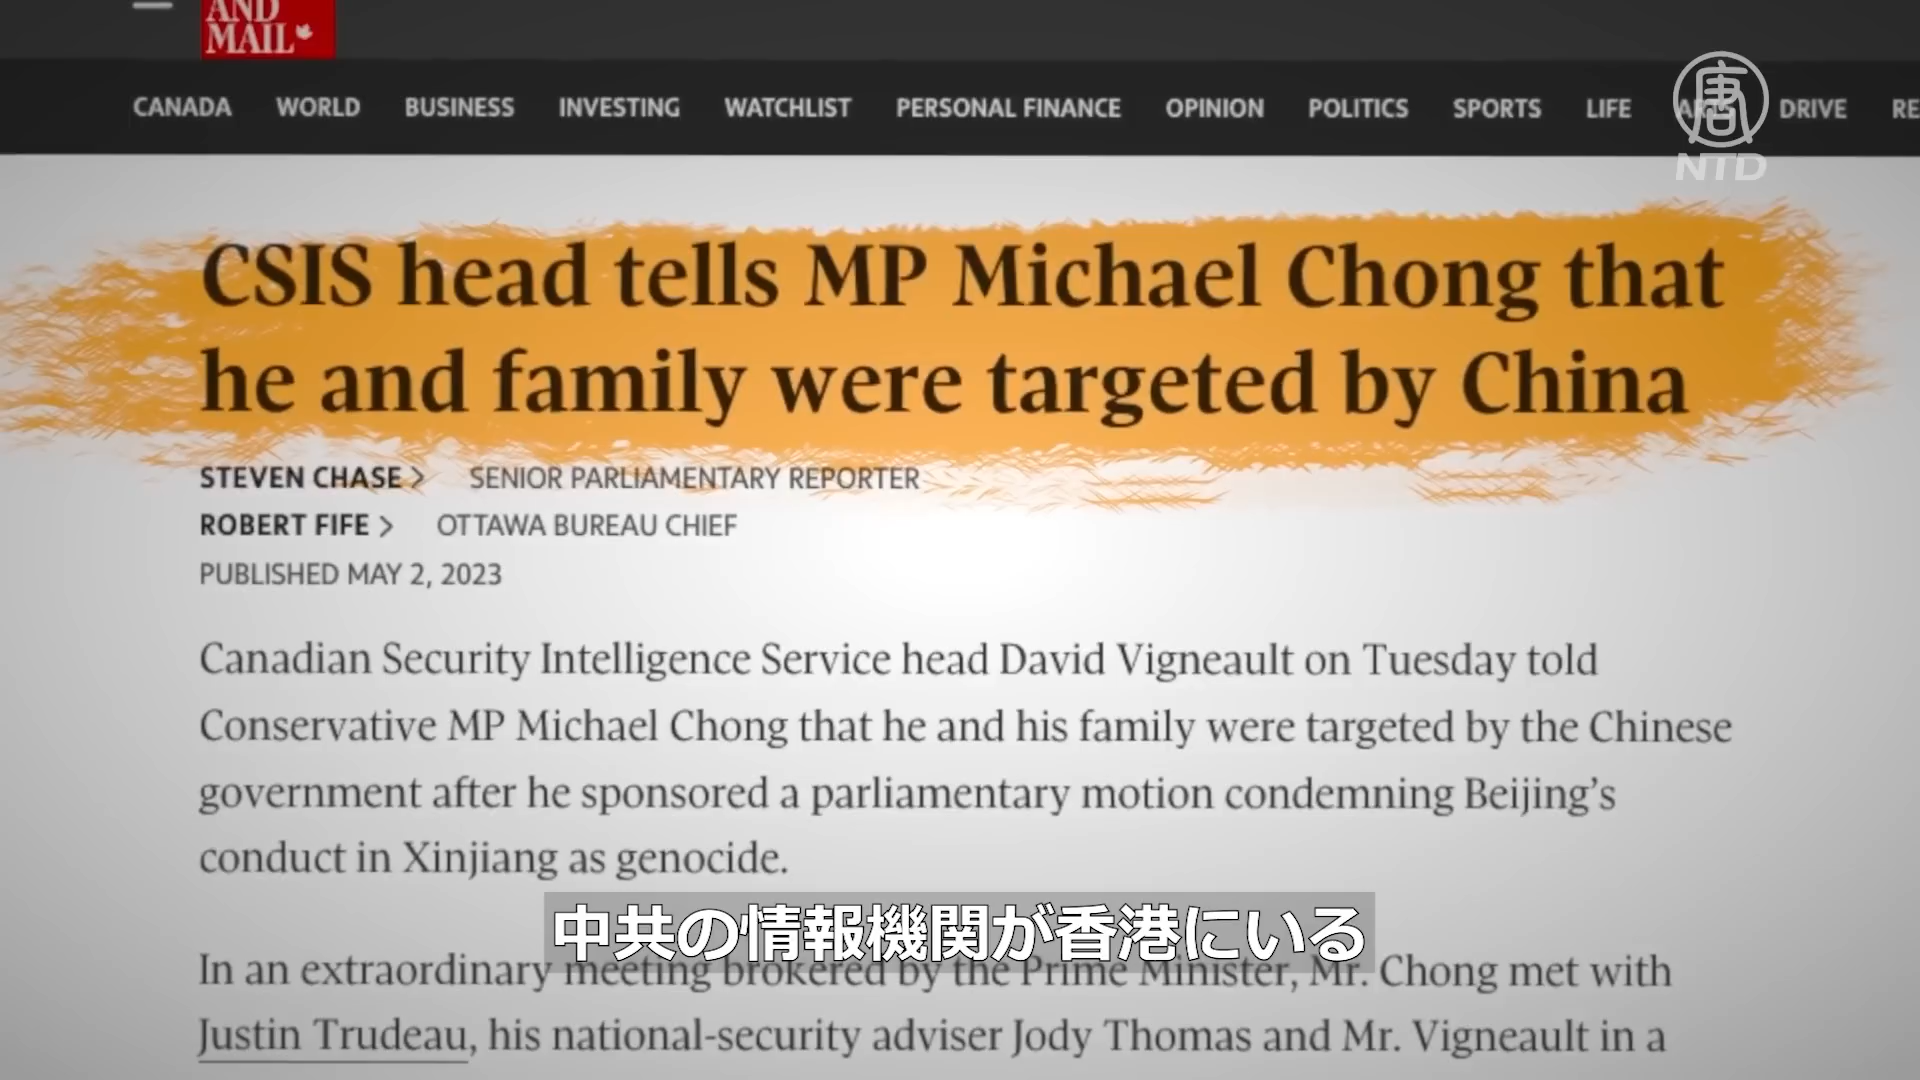 AND
MAIL
CANADA WORLD BUSINESS INVESTING WATCHLIST PERSONAL FINANCE OPINION POLITICS SPORTS LIFE ARTS DRIVE RE
唐
NTD
CSIS head tells MP Michael Chong that
he and family were targeted by China
STEVEN CHASE > SENIOR PARLIAMENTARY REPORTER
ROBERT FIFE > OTTAWA BUREAU CHIEF
PUBLISHED MAY 2, 2023
Canadian Security Intelligence Service head David Vigneault on Tuesday told
Conservative MP Michael Chong that he and his family were targeted by the Chinese
government after he sponsored a parliamentary motion condemning Beijing’s
conduct in Xinjiang as genocide.
中共の情報機関が香港にいる
In an extraordinary meeting brokered by the Prime Minister, Mr. Chong met with
Justin Trudeau, his national-security adviser Jody Thomas and Mr. Vigneault in a